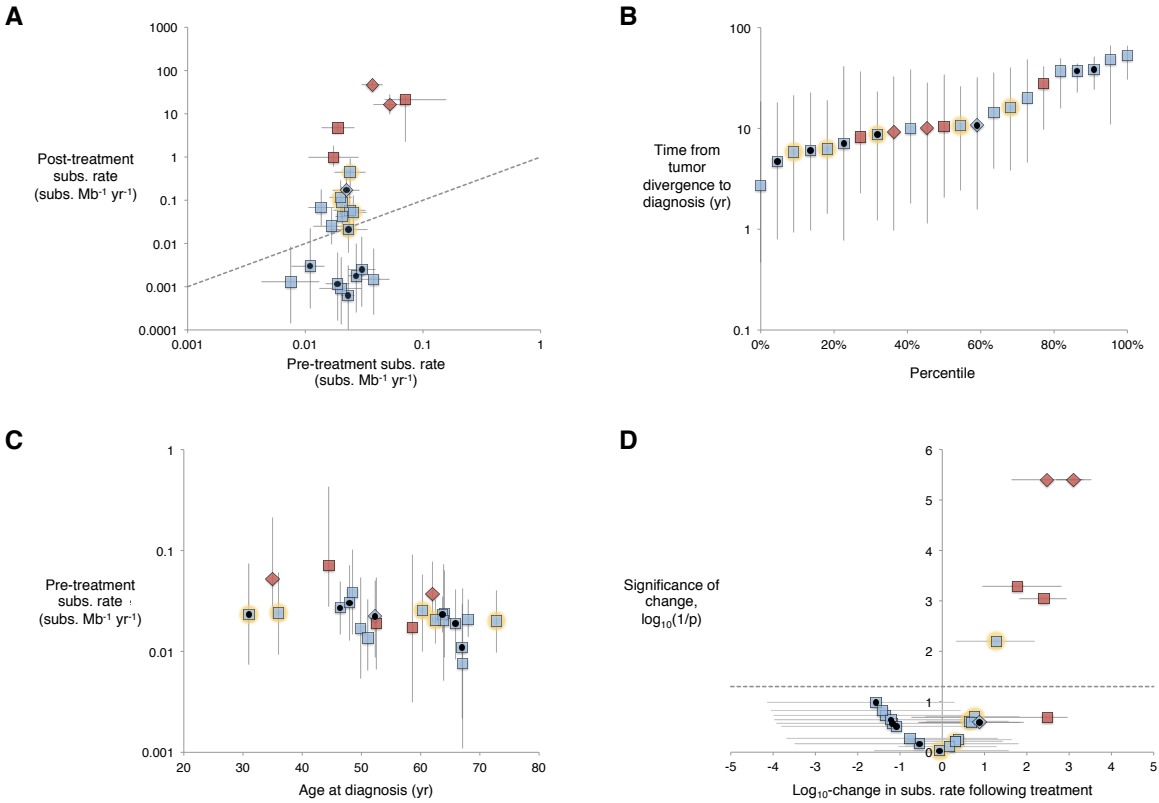 A
1000
100
10
1
0.1
0.01
0.001
0.0001
Post-treatment
subs. rate
(subs. Mb⁻¹ yr⁻¹)
0.001
0.01
0.1
1
Pre-treatment subs. rate
(subs. Mb⁻¹ yr⁻¹)
B
100
10
1
0.1
Time from
tumor
divergence to
diagnosis (yr)
0%
20%
40%
60%
80%
100%
Percentile
C
1
0.1
0.01
0.001
Pre-treatment
subs. rate
(subs. Mb⁻¹ yr⁻¹)
20
30
40
50
60
70
80
Age at diagnosis (yr)
D
6
5
4
3
2
1
0
Significance of
change,
log₁₀(1/p)
-5
-4
-3
-2
-1
0
1
2
3
4
5
Log₁₀-change in subs. rate following treatment